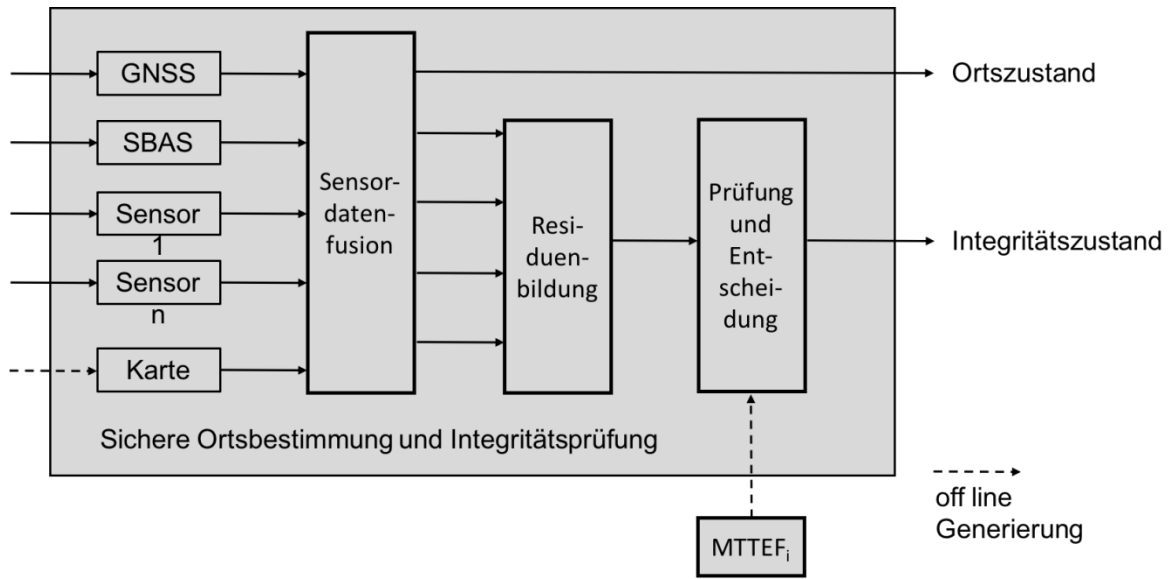 GNSS
SBAS
Sensor
1
Sensor
n
Karte
Sensor-
daten-
fusion
Resi-
duen-
bildung
Prüfung
und
Ent-
schei-
dung
Ortszustand
Integritätszustand
Sichere Ortsbestimmung und Integritätsprüfung
off line
Generierung
MTTEFi